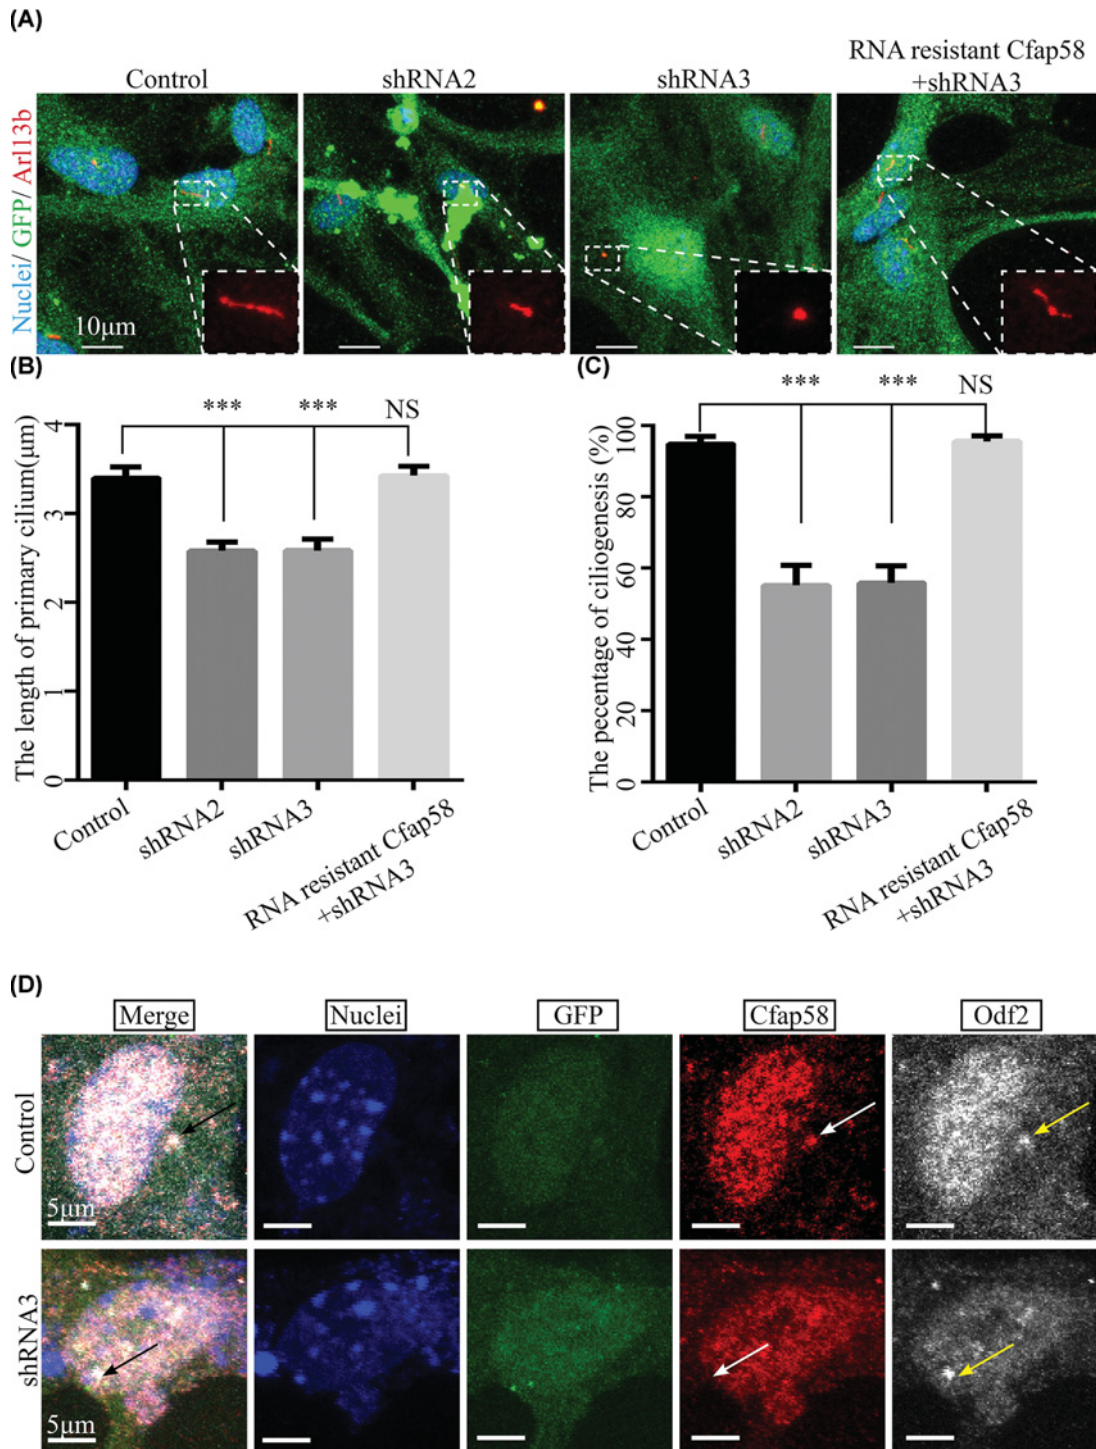 (A)
Control
shRNA2
shRNA3
RNA resistant Cfap58
+shRNA3
Nuclei/ GFP/ Arl13b
10μm
(B)
The length of primary cilium(μm)
*** *** NS
4
3
2
1
0
Control
shRNA2
shRNA3
RNA resistant Cfap58
+shRNA3
(C)
The pecentage of ciliogenesis (%)
*** *** NS
100
80
60
40
20
0
Control
shRNA2
shRNA3
RNA resistant Cfap58
+shRNA3
(D)
Merge
Nuclei
GFP
Cfap58
Odf2
Control
5μm
shRNA3
5μm